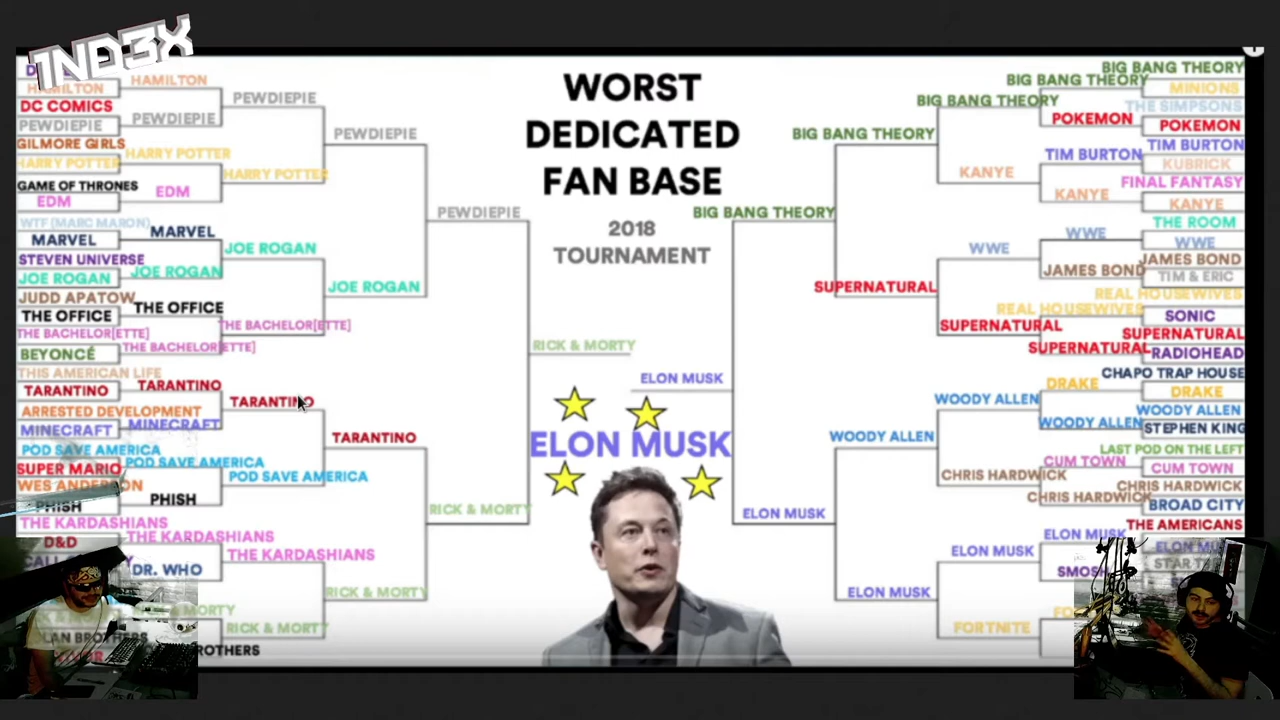 1ND3X
WORST
DEDICATED
FAN BASE
2018
TOURNAMENT
HAMILTON
DC COMICS
PEWDIEPIE
GILMORE GIRLS
HARRY POTTER
GAME OF THRONES
EDM
WTF (MARC MARON)
MARVEL
STEVEN UNIVERSE
JOE ROGAN
JUDD APATOW
THE OFFICE
THE BACHELOR[ETTE]
BEYONCÉ
THIS AMERICAN LIFE
TARANTINO
ARRESTED DEVELOPMENT
MINECRAFT
POD SAVE AMERICA
SUPER MARIO
WES ANDERSON
PHISH
THE KARDASHIANS
D&D
HAMILTON
PEWDIEPIE
HARRY POTTER
EDM
MARVEL
JOE ROGAN
THE OFFICE
THE BACHELOR[ETTE]
TARANTINO
MINECRAFT
POD SAVE AMERICA
PHISH
THE KARDASHIANS
DR. WHO
PEWDIEPIE
HARRY POTTER
JOE ROGAN
THE BACHELOR[ETTE]
TARANTINO
POD SAVE AMERICA
THE KARDASHIANS
RICK & MORTY
PEWDIEPIE
JOE ROGAN
TARANTINO
RICK & MORTY
PEWDIEPIE
RICK & MORTY
RICK & MORTY
ELON MUSK
ELON MUSK
BIG BANG THEORY
ELON MUSK
BIG BANG THEORY
SUPERNATURAL
WOODY ALLEN
ELON MUSK
BIG BANG THEORY
KANYE
WWE
SUPERNATURAL
WOODY ALLEN
CHRIS HARDWICK
ELON MUSK
FORTNITE
BIG BANG THEORY
POKEMON
TIM BURTON
KANYE
WWE
JAMES BOND
REAL HOUSEWIVES
SUPERNATURAL
DRAKE
WOODY ALLEN
CUM TOWN
CHRIS HARDWICK
ELON MUSK
SMOSH
BIG BANG THEORY
MINIONS
THE SIMPSONS
POKEMON
TIM BURTON
KUBRICK
FINAL FANTASY
KANYE
THE ROOM
WWE
JAMES BOND
TIM & ERIC
REAL HOUSEWIVES
SONIC
SUPERNATURAL
RADIOHEAD
CHAPO TRAP HOUSE
DRAKE
WOODY ALLEN
STEPHEN KING
LAST POD ON THE LEFT
CUM TOWN
CHRIS HARDWICK
BROAD CITY
THE AMERICANS